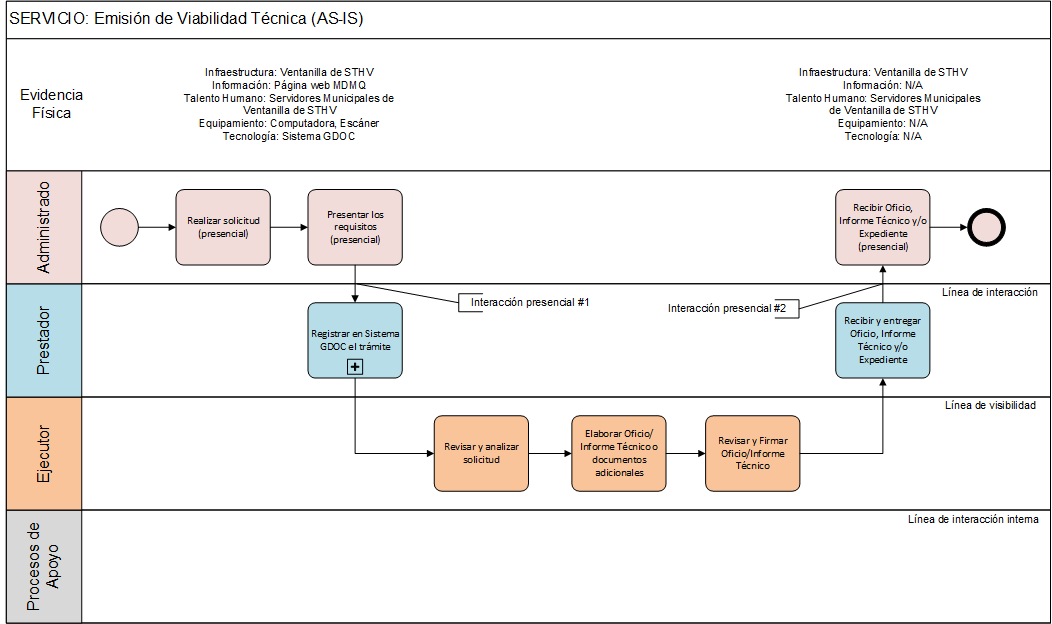 SERVICIO: Emisión de Viabilidad Técnica (AS-IS)
Evidencia
Física
Infraestructura: Ventanilla de STHV
Información: Página web MDMQ
Talento Humano: Servidores Municipales de
Ventanilla de STHV
Equipamiento: Computadora, Escáner
Tecnología: Sistema GDOC
Infraestructura: Ventanilla de STHV
Información: N/A
Talento Humano: Servidores Municipales
de Ventanilla de STHV
Equipamiento: N/A
Tecnología: N/A
Administrado
Realizar solicitud
(presencial)
Presentar los
requisitos
(presencial)
Recibir Oficio,
Informe Técnico y/o
Expediente
(presencial)
Línea de interacción
Interacción presencial #1
Interacción presencial #2
Prestador
Registrar en Sistema
GDOC el trámite
Recibir y entregar
Oficio, Informe
Técnico y/o
Expediente
Línea de visibilidad
Ejecutor
Revisar y analizar
solicitud
Elaborar Oficio/
Informe Técnico o
documentos
adicionales
Revisar y Firmar
Oficio/Informe
Técnico
Línea de interacción interna
Procesos de
Apoyo